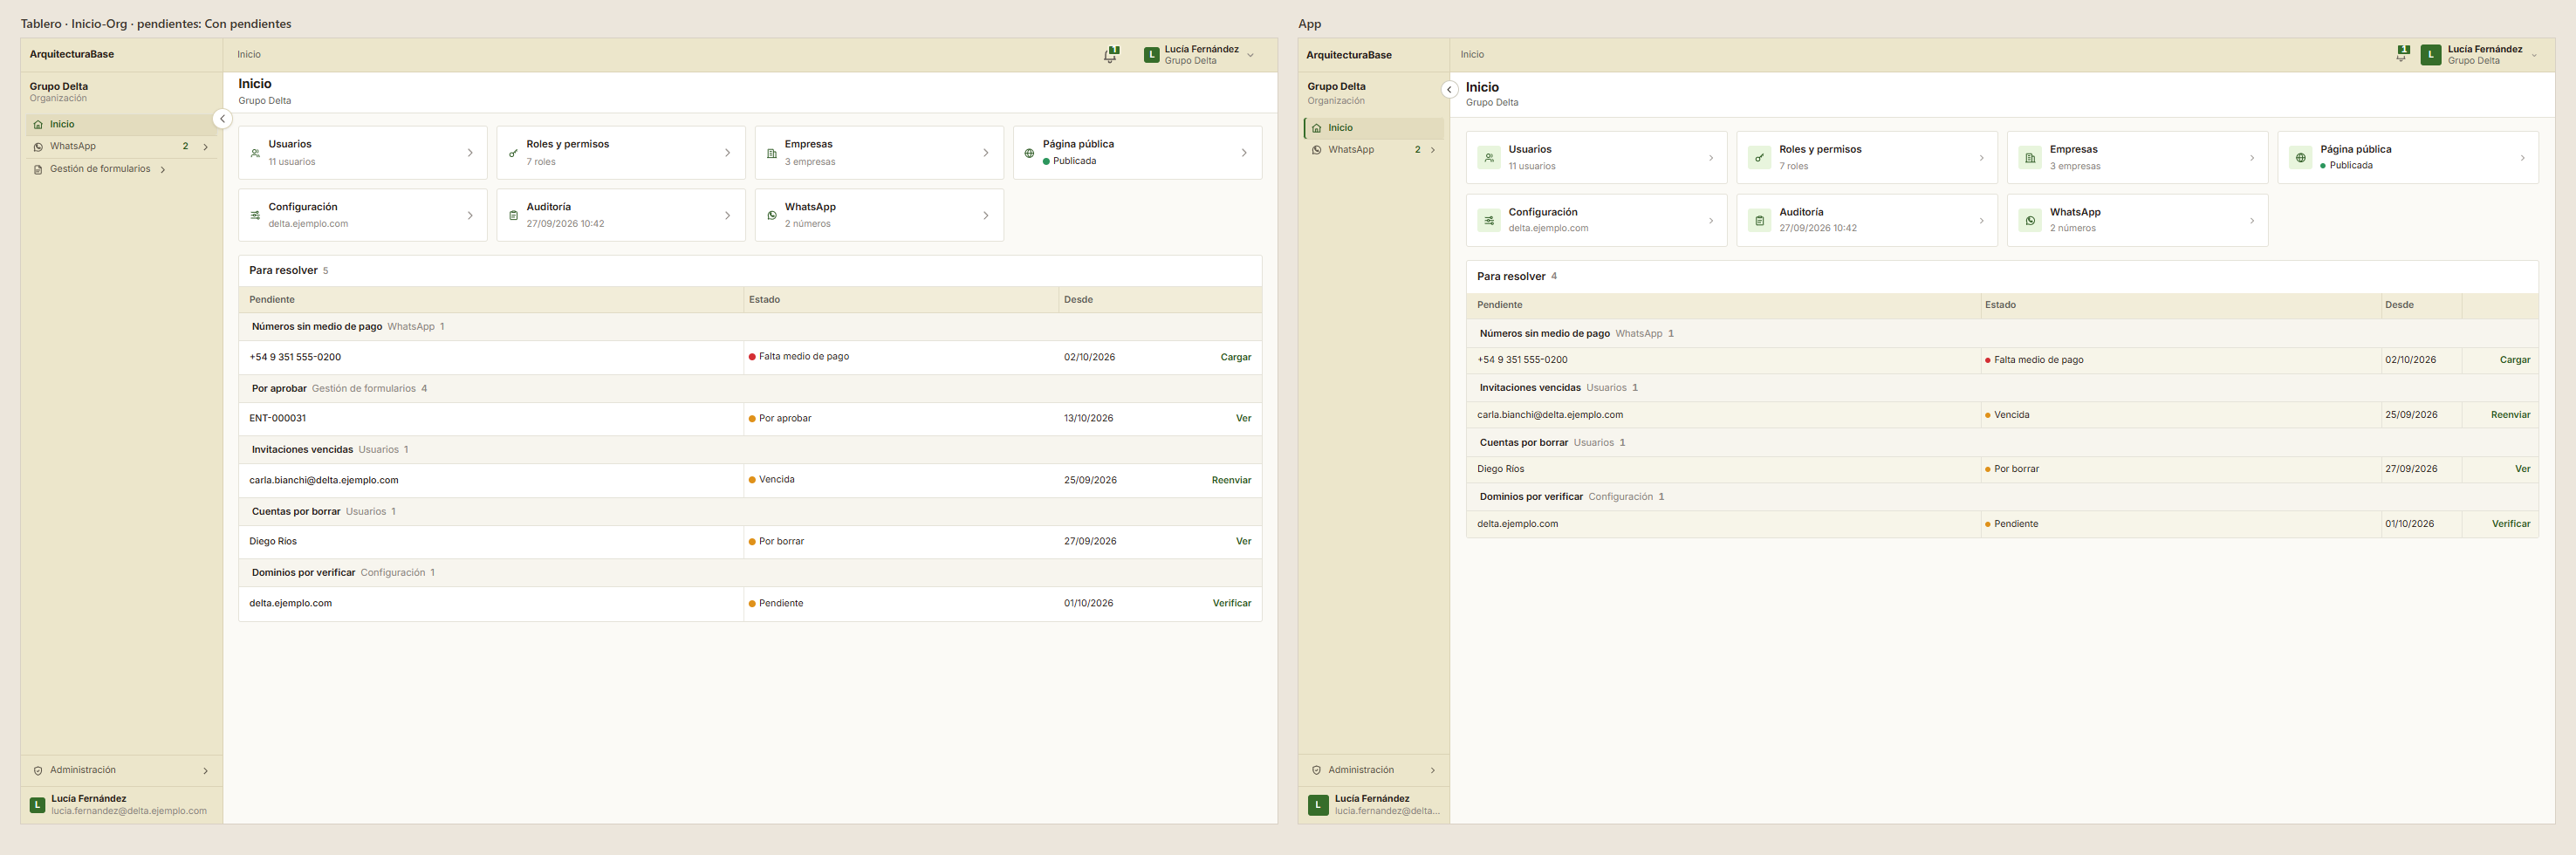 Tablero · Inicio-Org · pendientes: Con pendientes
ArquitecturaBase
Inicio
1
L
Lucía Fernández
Grupo Delta
Grupo Delta
Organización
Inicio
WhatsApp 2
Gestión de formularios
Administración
L
Lucía Fernández
lucia.fernandez@delta.ejemplo.com
Inicio
Grupo Delta
Usuarios
11 usuarios
Roles y permisos
7 roles
Empresas
3 empresas
Página pública
Publicada
Configuración
delta.ejemplo.com
Auditoría
27/09/2026 10:42
WhatsApp
2 números
Para resolver 5
Pendiente Estado Desde
Números sin medio de pago WhatsApp 1
+54 9 351 555-0200 Falta medio de pago 02/10/2026 Cargar
Por aprobar Gestión de formularios 4
ENT-000031 Por aprobar 13/10/2026 Ver
Invitaciones vencidas Usuarios 1
carla.bianchi@delta.ejemplo.com Vencida 25/09/2026 Reenviar
Cuentas por borrar Usuarios 1
Diego Ríos Por borrar 27/09/2026 Ver
Dominios por verificar Configuración 1
delta.ejemplo.com Pendiente 01/10/2026 Verificar
App
ArquitecturaBase
Inicio
1
L
Lucía Fernández
Grupo Delta
Grupo Delta
Organización
Inicio
WhatsApp 2
Administración
L
Lucía Fernández
lucia.fernandez@delta...
Inicio
Grupo Delta
Usuarios
11 usuarios
Roles y permisos
7 roles
Empresas
3 empresas
Página pública
Publicada
Configuración
delta.ejemplo.com
Auditoría
27/09/2026 10:42
WhatsApp
2 números
Para resolver 4
Pendiente Estado Desde
Números sin medio de pago WhatsApp 1
+54 9 351 555-0200 Falta medio de pago 02/10/2026 Cargar
Invitaciones vencidas Usuarios 1
carla.bianchi@delta.ejemplo.com Vencida 25/09/2026 Reenviar
Cuentas por borrar Usuarios 1
Diego Ríos Por borrar 27/09/2026 Ver
Dominios por verificar Configuración 1
delta.ejemplo.com Pendiente 01/10/2026 Verificar